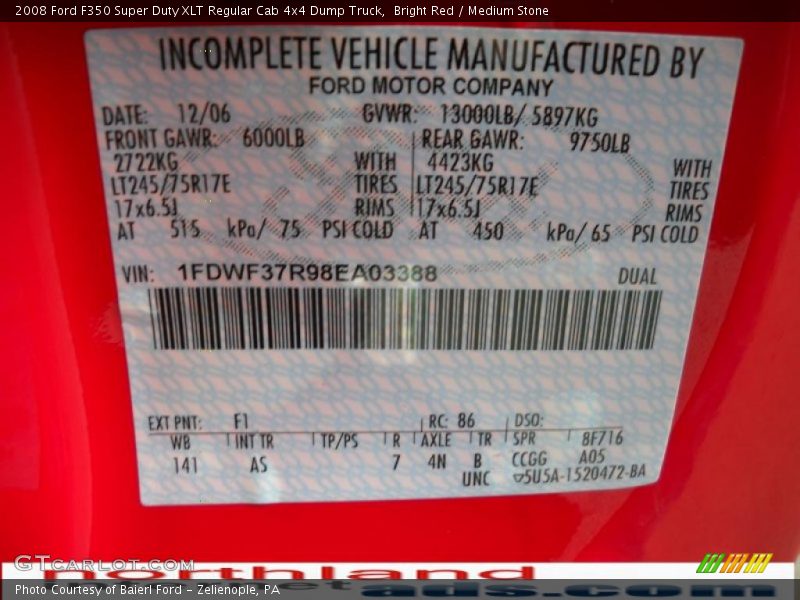 2008 Ford F350 Super Duty XLT Regular Cab 4x4 Dump Truck, Bright Red / Medium Stone
INCOMPLETE VEHICLE MANUFACTURED BY
FORD MOTOR COMPANY
DATE: 12/06 GVWR: 13000LB/ 5897KG
FRONT GAWR: 6000LB REAR GAWR: 9750LB
2722KG WITH 4423KG WITH
LT245/75R17E TIRES LT245/75R17E TIRES
17x6.5J RIMS 17x6.5J RIMS
AT 515 kPa/ 75 PSI COLD AT 450 kPa/ 65 PSI COLD
VIN: 1FDWF37R98EA03388 DUAL
EXT PNT: F1 RC: 86 DSO:
WB INT TR TP/PS R AXLE TR SPR 8F716
141 AS 7 4N B CCGG A05
UNC 5U5A-1520472-BA
GTCARLOT.COM
northland
Photo Courtesy of Baierl Ford - Zelienople, PA
ads.com